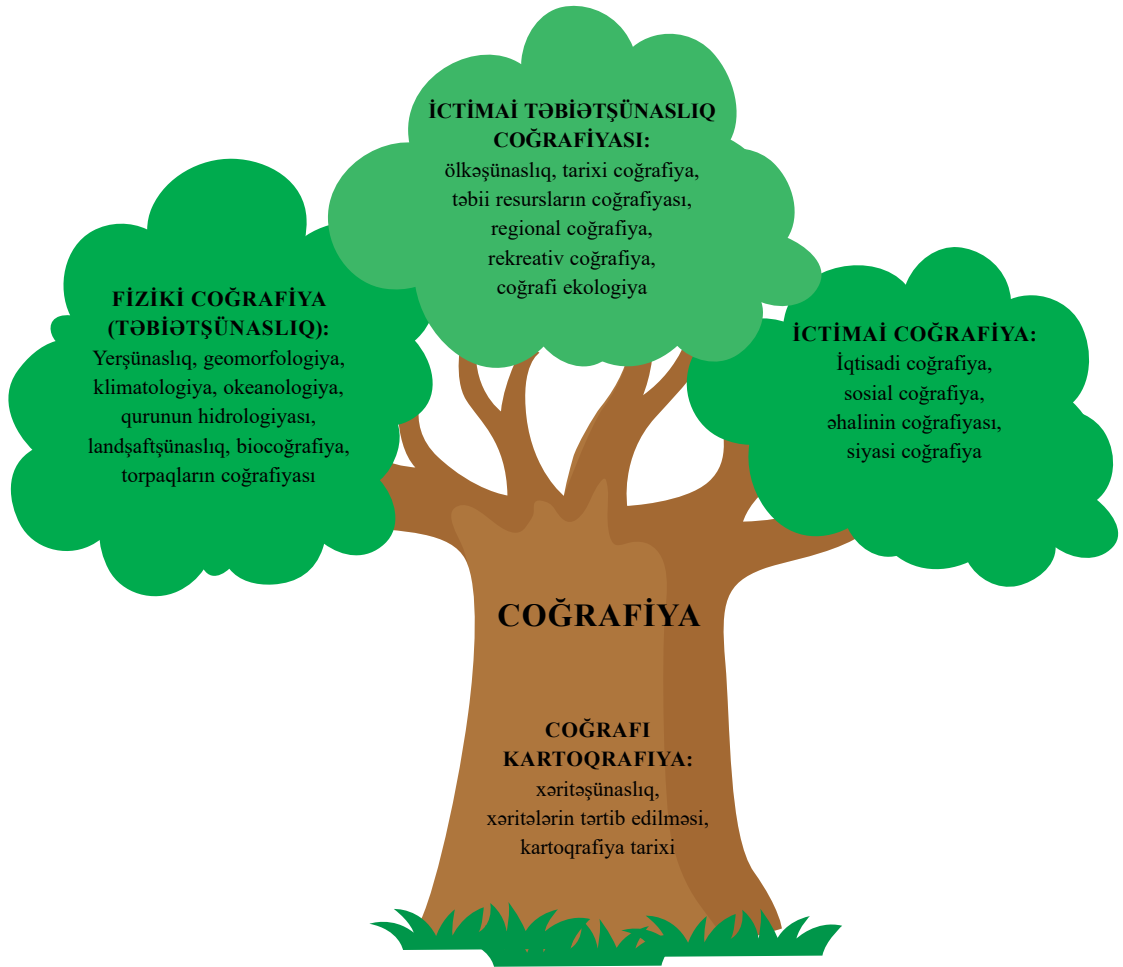 İCTİMAİ TƏBİƏTŞÜNASLIQ
COĞRAFİYASI:
ölkəşünaslıq, tarixi coğrafiya,
təbii resursların coğrafiyası,
regional coğrafiya,
rekreativ coğrafiya,
coğrafi ekologiya
FİZİKİ COĞRAFİYA
(TƏBİƏTŞÜNASLIQ):
Yerşünaslıq, geomorfologiya,
klimatologiya, okeanologiya,
qurunun hidrologiyası,
landşaftşünaslıq, biocoğrafiya,
torpaqların coğrafiyası
İCTİMAİ COĞRAFİYA:
İqtisadi coğrafiya,
sosial coğrafiya,
əhalinin coğrafiyası,
siyasi coğrafiya
COĞRAFİYA
COĞRAFI
KARTOQRAFIYA:
xəritəşünaslıq,
xəritələrin tərtib edilməsi,
kartoqrafiya tarixi